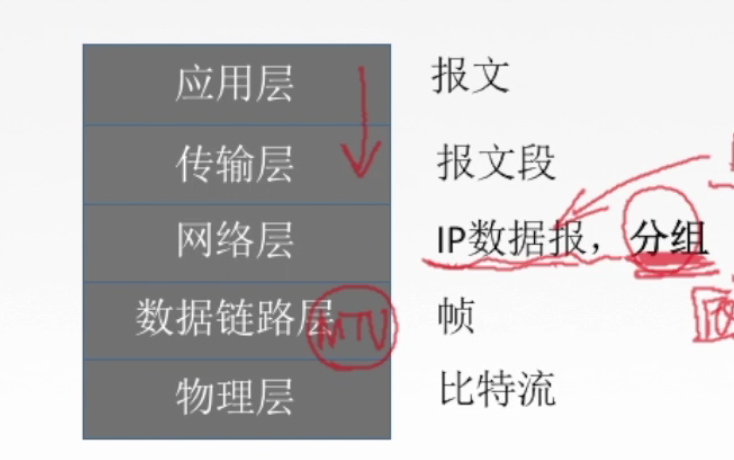 应用层 报文
传输层 报文段
网络层 IP数据报，分组
数据链路层 MTU 帧
物理层 比特流